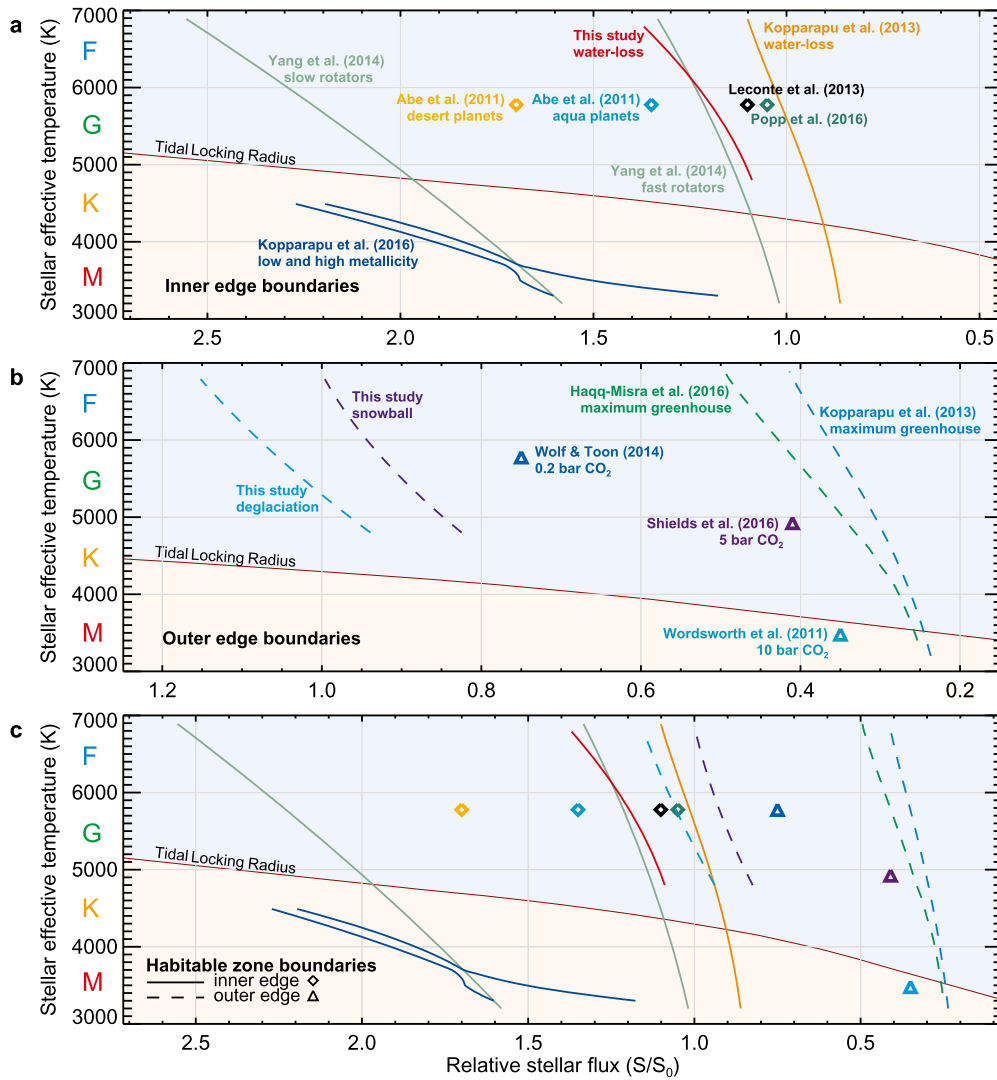 a
7000
6000
5000
4000
3000
Stellar effective temperature (K)
F
G
K
M
Yang et al. (2014)
slow rotators
This study
water-loss
Kopparapu et al. (2013)
water-loss
Abe et al. (2011)
desert planets
Abe et al. (2011)
aqua planets
Leconte et al. (2013)
Popp et al. (2016)
Tidal Locking Radius
Yang et al. (2014)
fast rotators
Kopparapu et al. (2016)
low and high metallicity
Inner edge boundaries
2.5 2.0 1.5 1.0 0.5
b
7000
6000
5000
4000
3000
Stellar effective temperature (K)
F
G
K
M
This study
snowball
Haqq-Misra et al. (2016)
maximum greenhouse
Kopparapu et al. (2013)
maximum greenhouse
Wolf & Toon (2014)
0.2 bar CO₂
This study
deglaciation
Shields et al. (2016)
5 bar CO₂
Tidal Locking Radius
Outer edge boundaries
Wordsworth et al. (2011)
10 bar CO₂
1.2 1.0 0.8 0.6 0.4 0.2
c
7000
6000
5000
4000
3000
Stellar effective temperature (K)
F
G
K
M
Tidal Locking Radius
Habitable zone boundaries
inner edge
outer edge
2.5 2.0 1.5 1.0 0.5
Relative stellar flux (S/S₀)